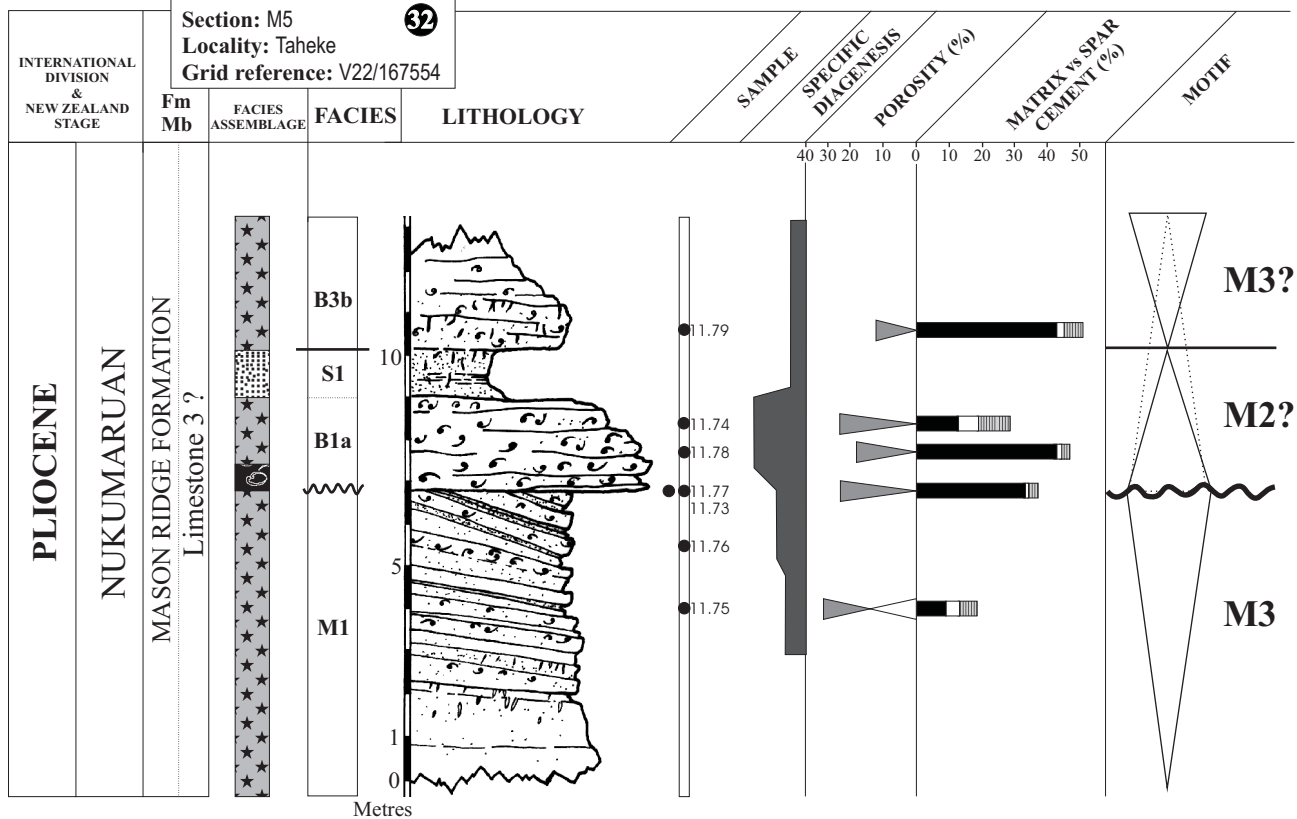 Section: M5
32
Locality: Taheke
Grid reference: V22/167554
INTERNATIONAL
DIVISION
&
NEW ZEALAND
STAGE
Fm
Mb
FACIES
ASSEMBLAGE
FACIES
LITHOLOGY
SAMPLE
SPECIFIC
DIAGENESIS
POROSITY (%)
MATRIX vs SPAR
CEMENT (%)
MOTIF
40 30 20 10 0 10 20 30 40 50
PLIOCENE
NUKUMARUAN
MASON RIDGE FORMATION
Limestone 3 ?
B3b
S1
B1a
M1
10
5
1
0
Metres
11.79
11.74
11.78
11.77
11.73
11.76
11.75
M3?
M2?
M3